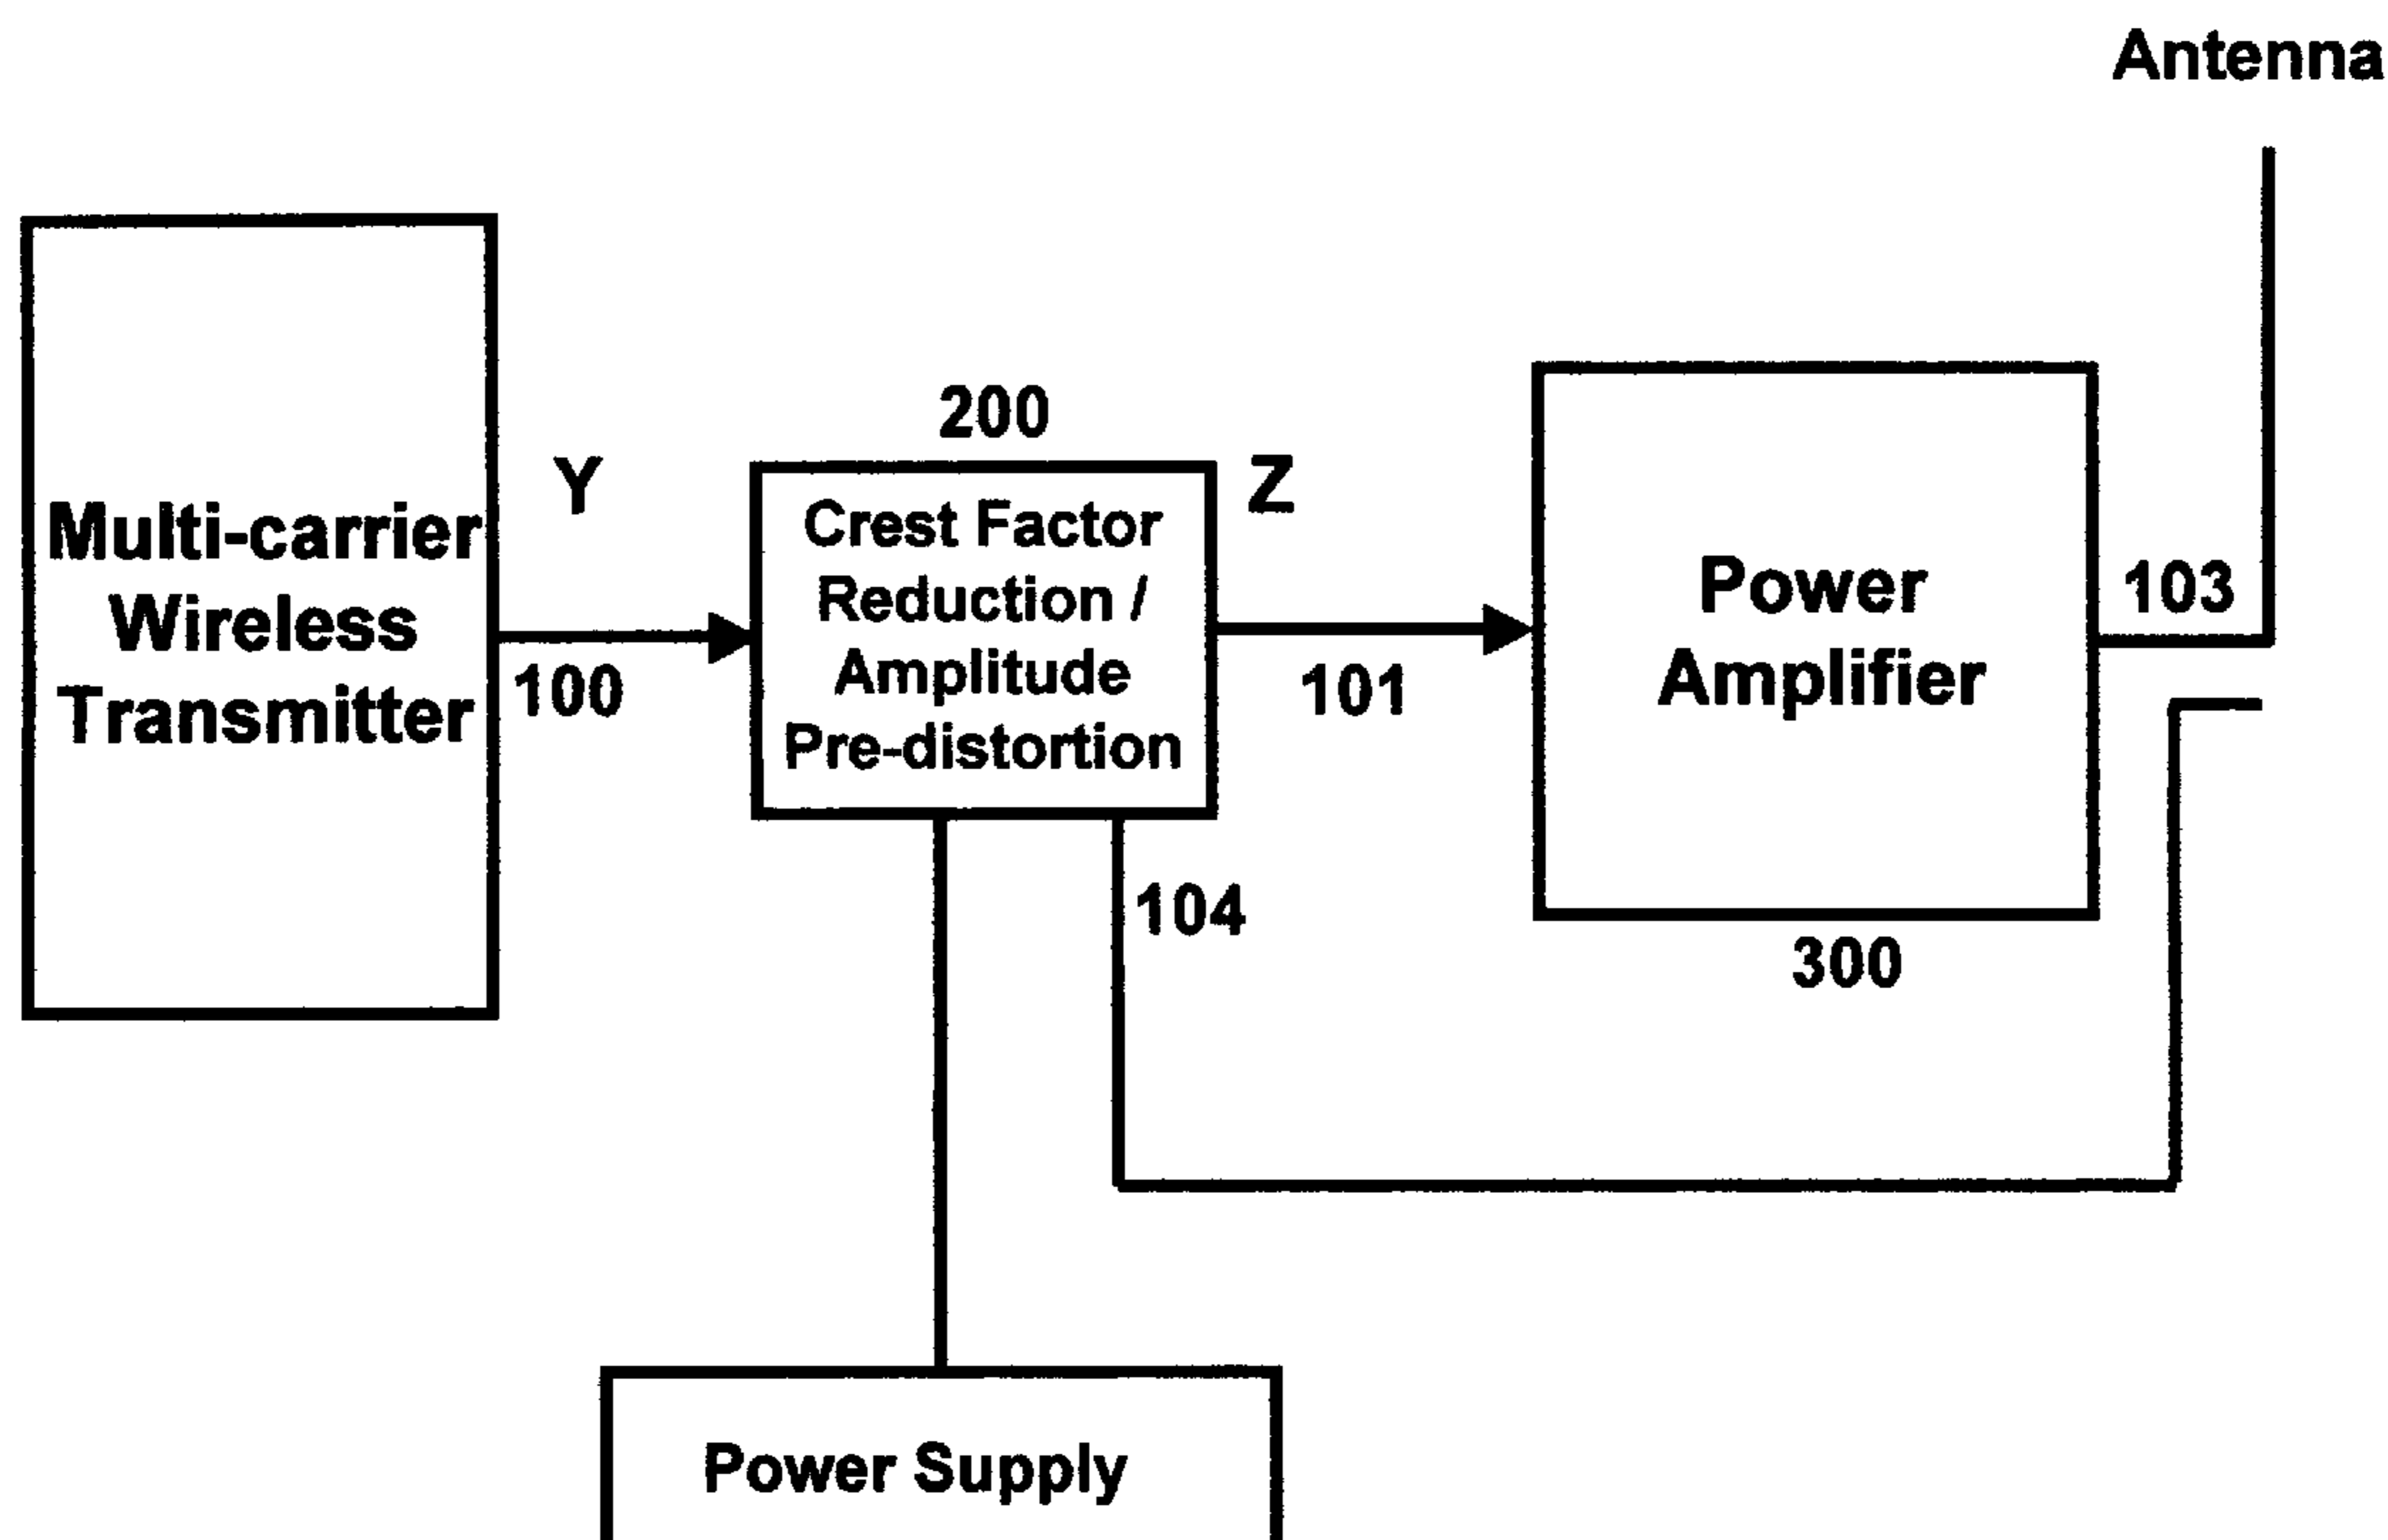 Antenna
200
Y
Z
Multi-carrier
Wireless
Transmitter
Crest Factor
Reduction /
Amplitude
Pre-distortion
Power
Amplifier
103
100
101
104
300
Power Supply